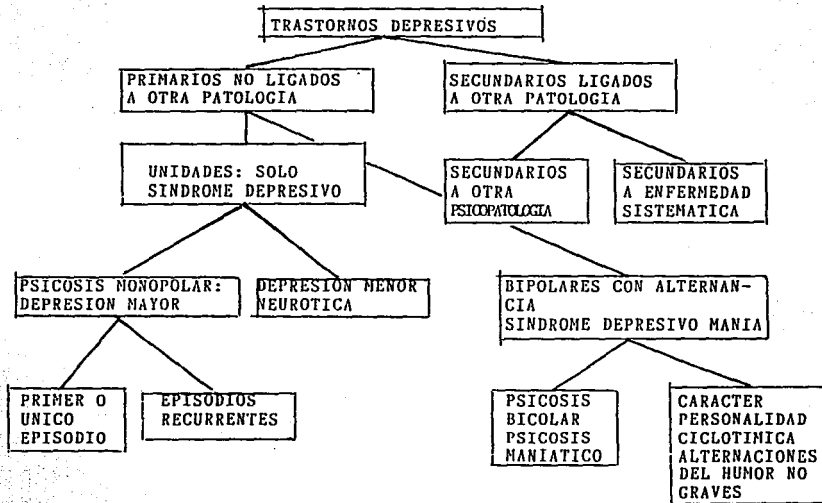 TRASTORNOS DEPRESIVOS
PRIMARIOS NO LIGADOS
A OTRA PATOLOGIA
SECUNDARIOS LIGADOS
A OTRA PATOLOGIA
UNIDADES: SOLO
SINDROME DEPRESIVO
SECUNDARIOS
A OTRA
PSICOPATOLOGIA
SECUNDARIOS
A ENFERMEDAD
SISTEMATICA
PSICOSIS MONOPOLAR:
DEPRESION MAYOR
DEPRESION MENOR
NEUROTICA
BIPOLARES CON ALTERNAN-
CIA
SINDROME DEPRESIVO MANIA
PRIMER O
UNICO
EPISODIO
EPISODIOS
RECURRENTES
PSICOSIS
BICOLAR
PSICOSIS
MANIATICO
CARACTER
PERSONALIDAD
CICLOTIMICA
ALTERNACIONES
DEL HUMOR NO
GRAVES